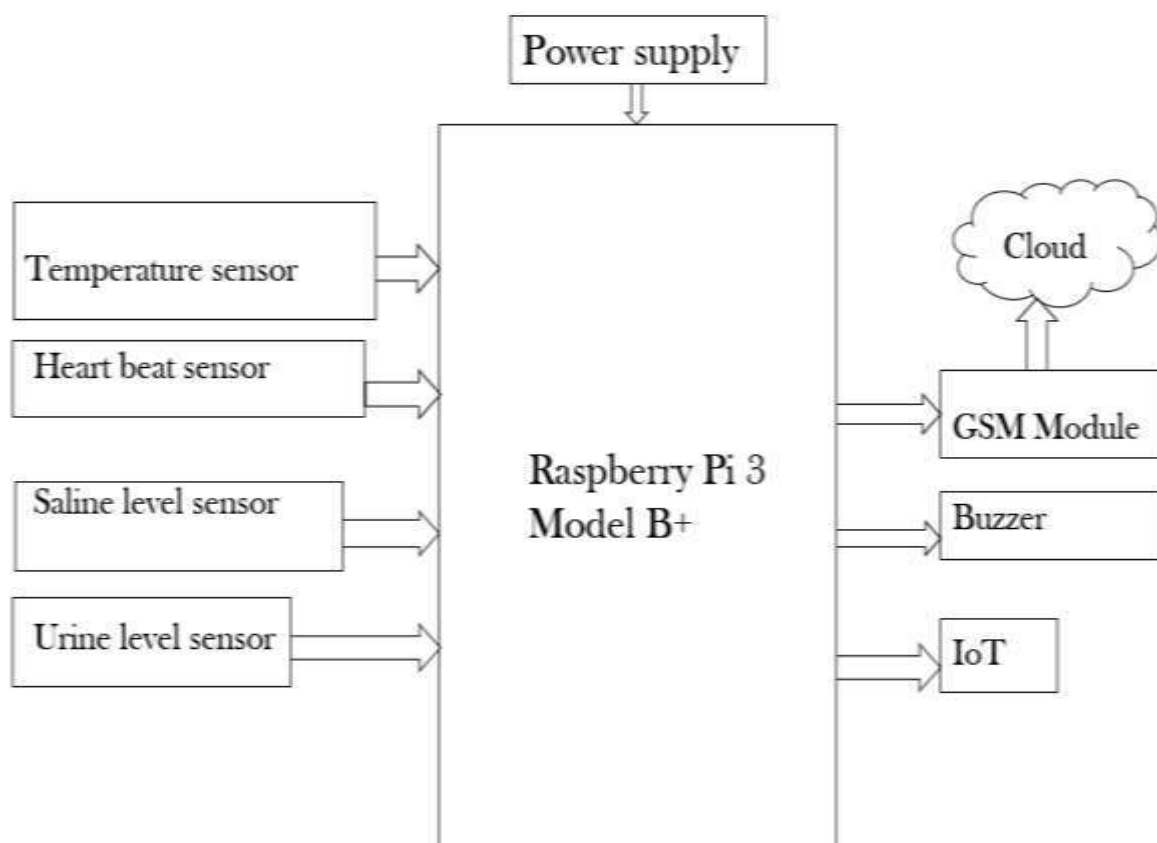 Power supply
Temperature sensor
Heart beat sensor
Saline level sensor
Urine level sensor
Raspberry Pi 3
Model B+
Cloud
GSM Module
Buzzer
IoT